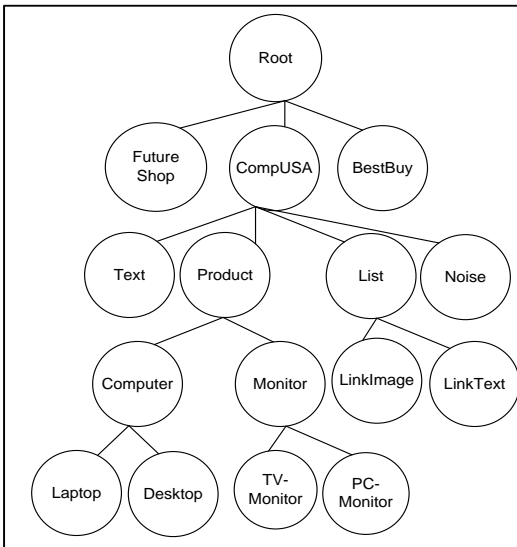 Root
Future
Shop
CompUSA
BestBuy
Text
Product
List
Noise
Computer
Monitor
LinkImage
LinkText
Laptop
Desktop
TV-
Monitor
PC-
Monitor